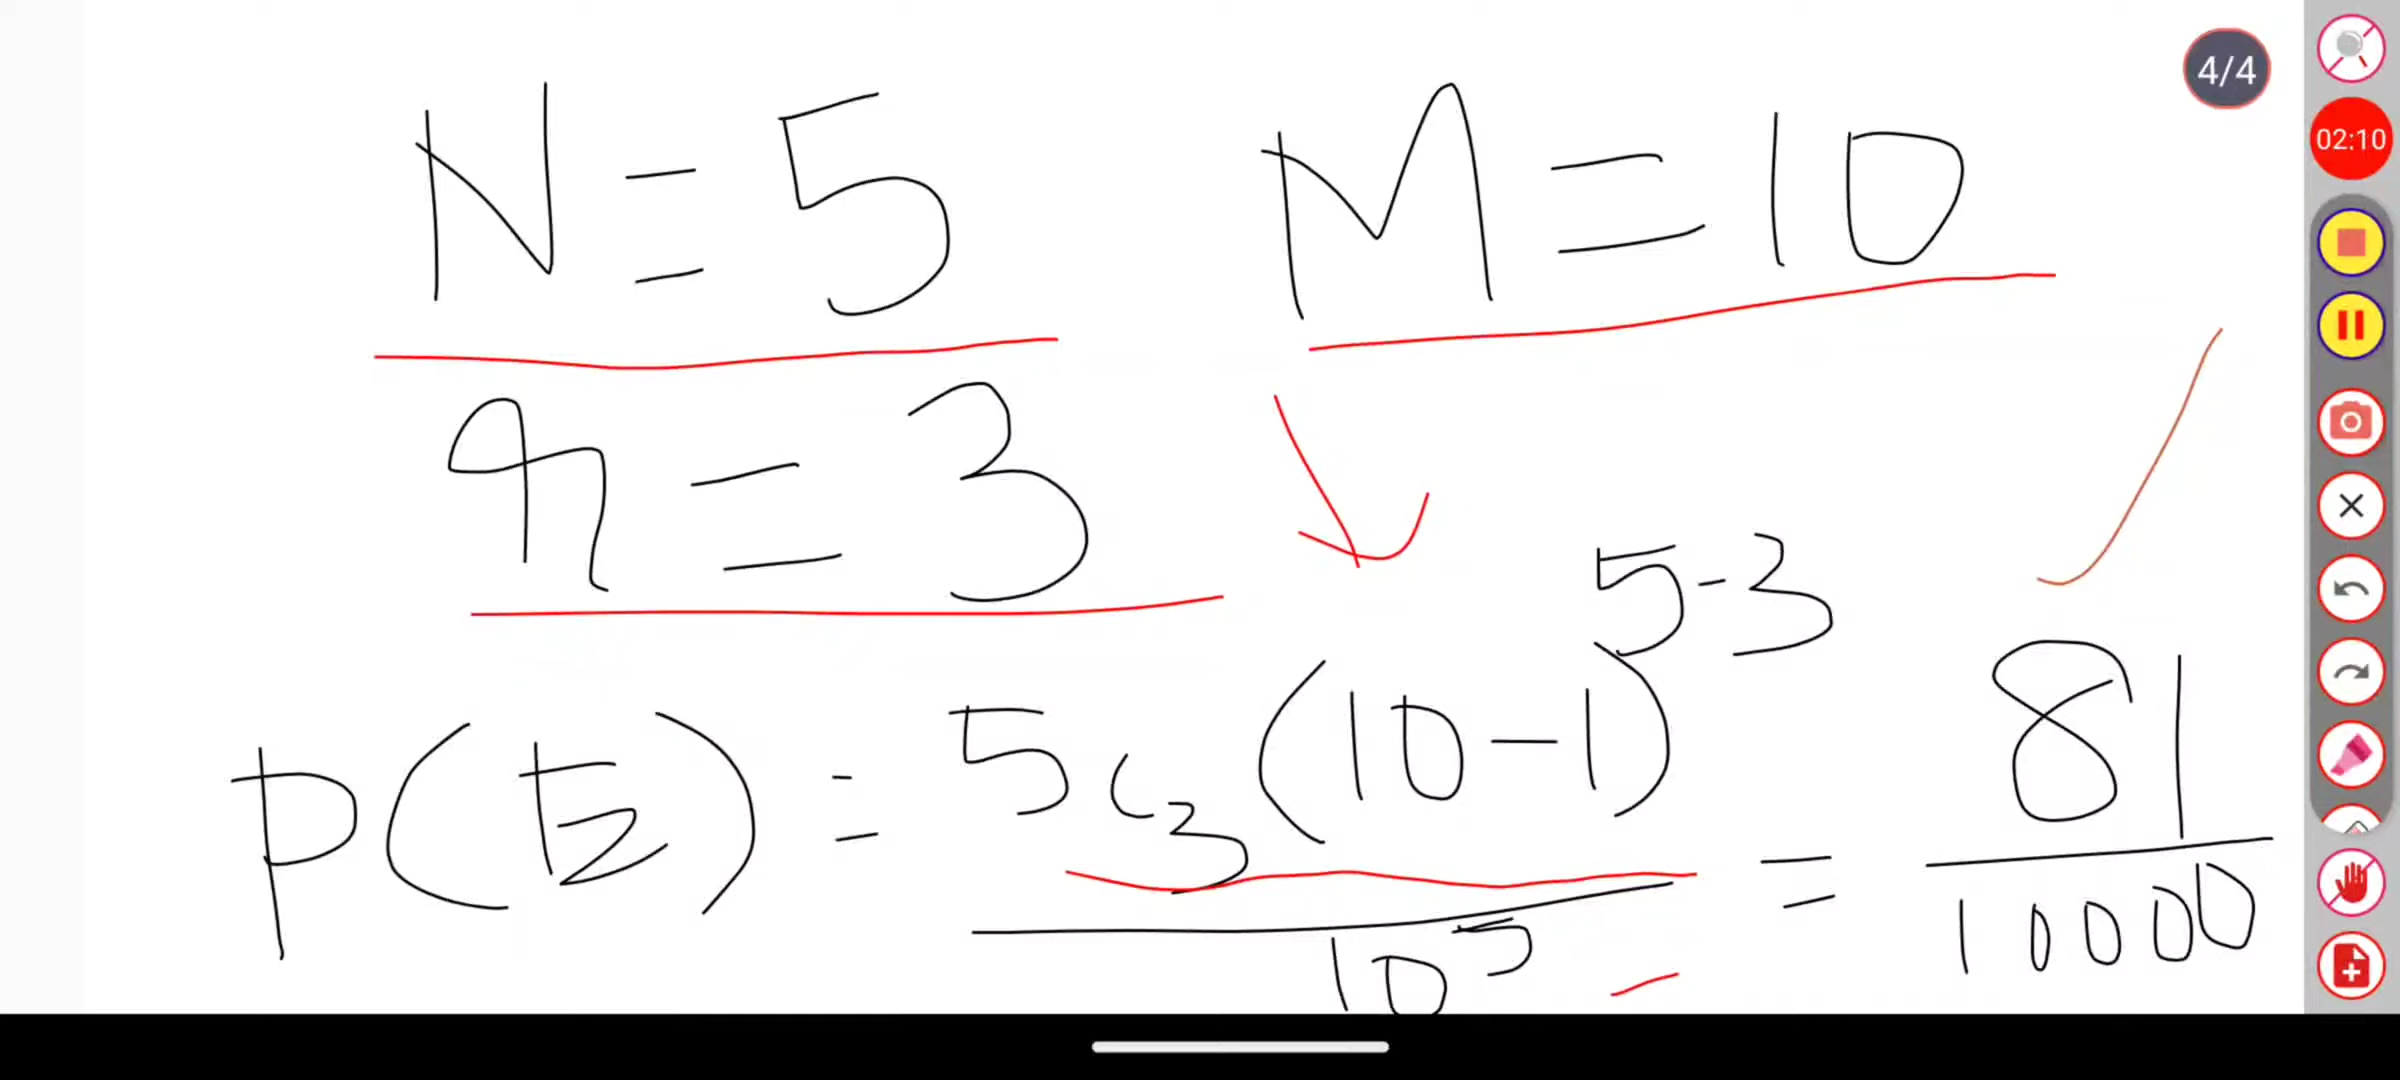 4/4
02:10
N = 5 M = 10
r = 3
5-3
P(E) = 5c3 (10-1) = 81
10^5 10000